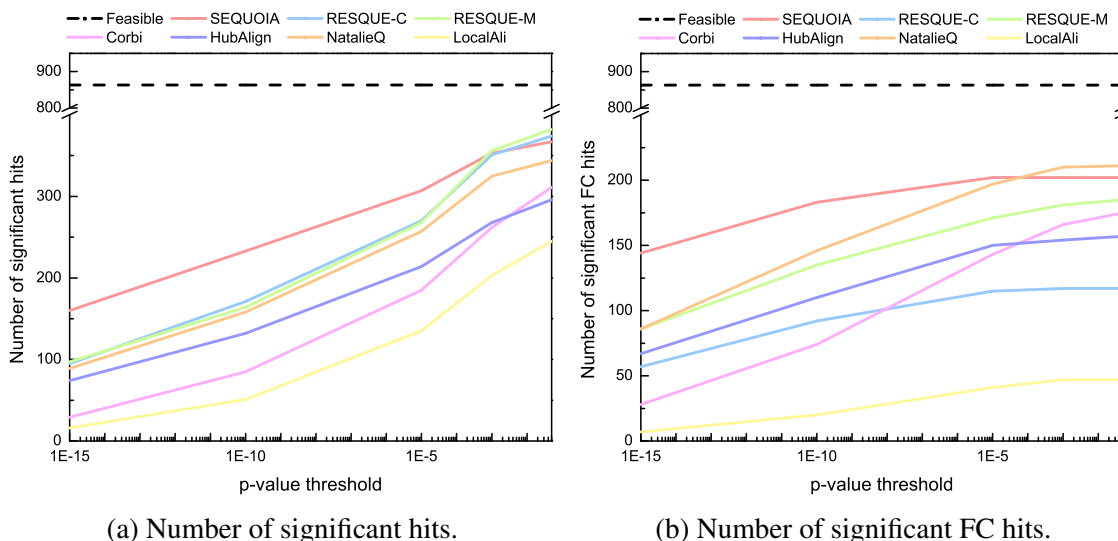 Feasible SEQUOIA RESQUE-C RESQUE-M
Corbi HubAlign NatalieQ LocalAli
900
800
300
200
100
0
Number of significant hits
1E-15 1E-10 1E-5
p-value threshold
(a) Number of significant hits.
Feasible SEQUOIA RESQUE-C RESQUE-M
Corbi HubAlign NatalieQ LocalAli
900
800
200
150
100
50
0
Number of significant FC hits
1E-15 1E-10 1E-5
p-value threshold
(b) Number of significant FC hits.